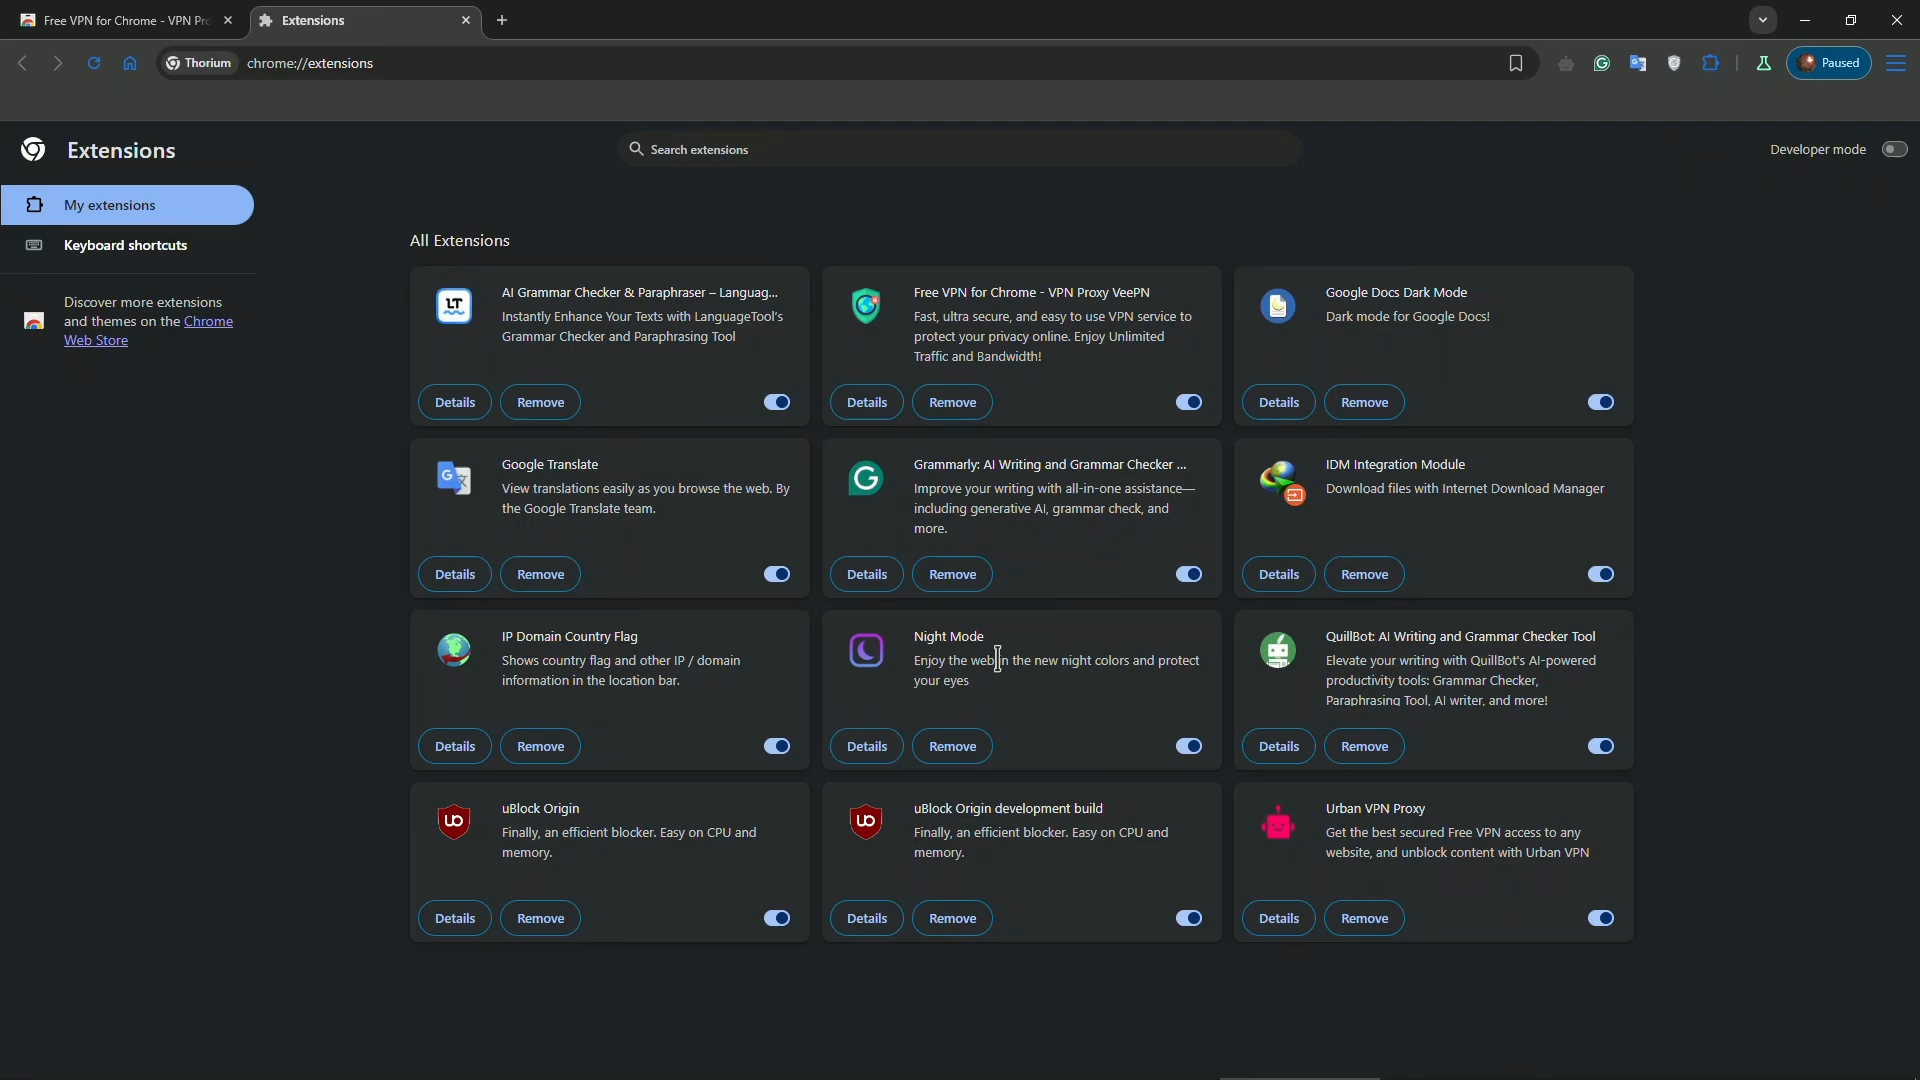 Free VPN for Chrome - VPN Pr
Extensions
Thorium
chrome://extensions
Paused
Extensions
Search extensions
Developer mode
My extensions
Keyboard shortcuts
Discover more extensions
and themes on the Chrome
Web Store
All Extensions
AI Grammar Checker & Paraphraser – Languag...
Instantly Enhance Your Texts with LanguageTool's
Grammar Checker and Paraphrasing Tool
Details
Remove
Free VPN for Chrome - VPN Proxy VeePN
Fast, ultra secure, and easy to use VPN service to
protect your privacy online. Enjoy Unlimited
Traffic and Bandwidth!
Details
Remove
Google Docs Dark Mode
Dark mode for Google Docs!
Details
Remove
Google Translate
View translations easily as you browse the web. By
the Google Translate team.
Details
Remove
Grammarly: AI Writing and Grammar Checker ...
Improve your writing with all-in-one assistance—
including generative AI, grammar check, and
more.
Details
Remove
IDM Integration Module
Download files with Internet Download Manager
Details
Remove
IP Domain Country Flag
Shows country flag and other IP / domain
information in the location bar.
Details
Remove
Night Mode
Enjoy the web in the new night colors and protect
your eyes
Details
Remove
QuillBot: AI Writing and Grammar Checker Tool
Elevate your writing with QuillBot's AI-powered
productivity tools: Grammar Checker,
Paraphrasing Tool, AI writer, and more!
Details
Remove
uBlock Origin
Finally, an efficient blocker. Easy on CPU and
memory.
Details
Remove
uBlock Origin development build
Finally, an efficient blocker. Easy on CPU and
memory.
Details
Remove
Urban VPN Proxy
Get the best secured Free VPN access to any
website, and unblock content with Urban VPN
Details
Remove